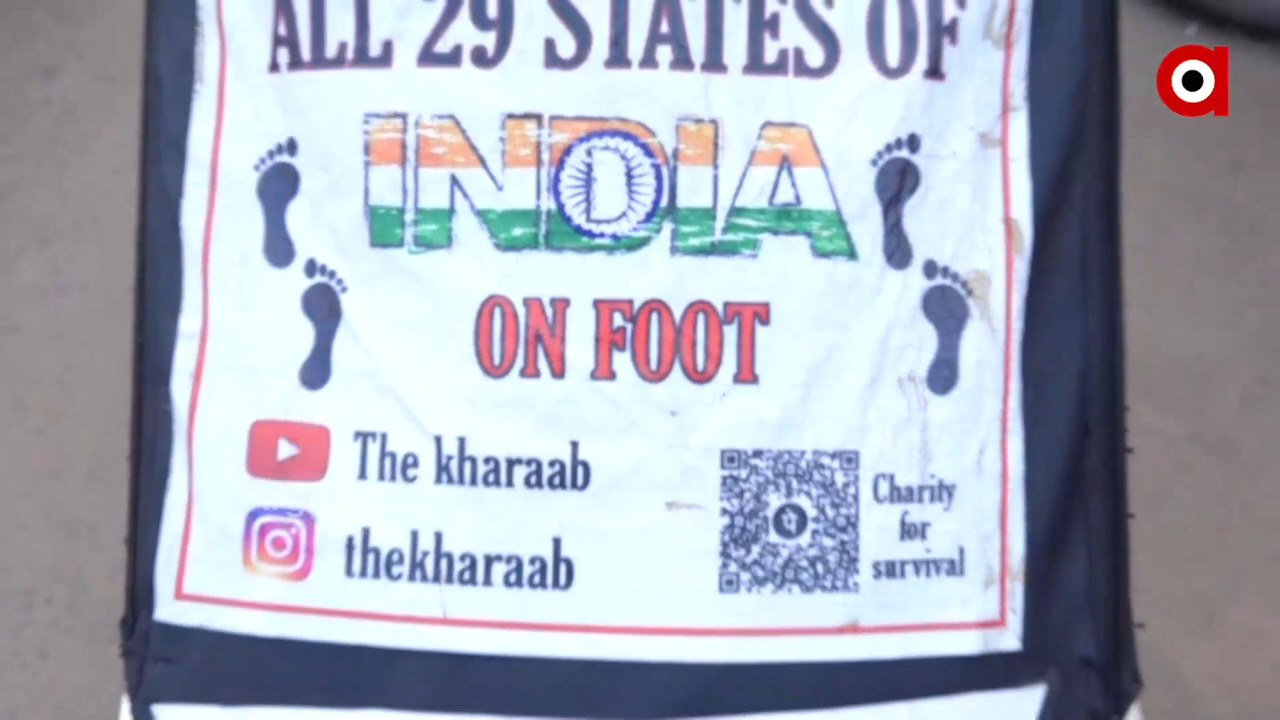 ALL 29 STATES OF
INDIA
ON FOOT
The kharaab
thekharaab
Charity
for
survival
a